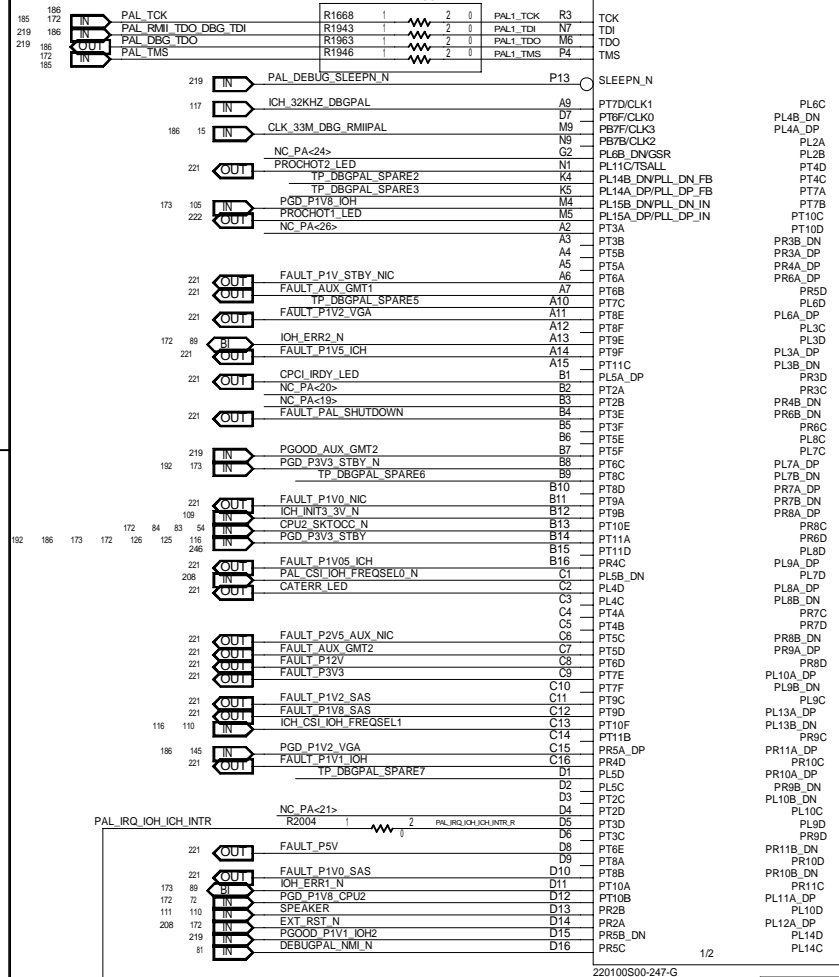 185 186 172 IN PAL_TCK R1668 1 2 0 PAL1_TCK R3 TCK
219 186 IN PAL_RMII_TDO_DBG_TDI R1943 1 2 0 PAL1_TDI N7 TDI
219 186 OUT PAL_DBG_TDO R1963 1 2 0 PAL1_TDO M6 TDO
172 185 IN PAL_TMS R1946 1 2 0 PAL1_TMS P4 TMS
219 IN PAL_DEBUG_SLEEPN_N P13 SLEEPN_N
117 IN ICH_32KHZ_DBGPAL A9 PT7D/CLK1 PL6C
D7 PT6F/CLK0 PL4B_DN
186 15 IN CLK_33M_DBG_RMIIPAL M9 PB7F/CLK3 PL4A_DP
N9 PB7B/CLK2 PL2A
NC_PA<24> G2 PL6B_DN/GSR PL2B
221 OUT PROCHOT2_LED N1 PL11C/TSALL PT4D
TP_DBGPAL_SPARE2 K4 PL14B_DN/PLL_DN_FB PT4C
TP_DBGPAL_SPARE3 K5 PL14A_DP/PLL_DP_FB PT7A
173 105 IN PGD_P1V8_IOH M4 PL15B_DN/PLL_DN_IN PT7B
222 OUT PROCHOT1_LED M5 PL15A_DP/PLL_DP_IN PT10C
NC_PA<26> A2 PT3A PT10D
A3 PT3B PR3B_DN
A4 PT5B PR3A_DP
A5 PT5A PR4A_DP
221 OUT FAULT_P1V_STBY_NIC A6 PT6A PR6A_DP
221 OUT FAULT_AUX_GMT1 A7 PT6B PR5D
TP_DBGPAL_SPARE5 A10 PT7C PL6D
221 OUT FAULT_P1V2_VGA A11 PT8E PL6A_DP
A12 PT8F PL3C
172 89 BI IOH_ERR2_N A13 PT9E PL3D
221 OUT FAULT_P1V5_ICH A14 PT9F PL3A_DP
A15 PT11C PL3B_DN
221 OUT CPCI_IRDY_LED B1 PL5A_DP PR3D
NC_PA<20> B2 PT2A PR3C
NC_PA<19> B3 PT2B PR4B_DN
221 OUT FAULT_PAL_SHUTDOWN B4 PT3E PR6B_DN
B5 PT3F PR6C
B6 PT5E PL8C
219 IN PGOOD_AUX_GMT2 B7 PT5F PL7C
192 173 IN PGD_P3V3_STBY_N B8 PT6C PL7A_DP
TP_DBGPAL_SPARE6 B9 PT8C PL7B_DN
B10 PT8D PR7A_DP
221 OUT FAULT_P1V0_NIC B11 PT9A PR7B_DN
109 IN ICH_INIT3_3V_N B12 PT9B PR8A_DP
172 84 83 54 IN CPU2_SKTOCC_N B13 PT10E PR8C
192 186 173 172 126 125 116 246 IN PGD_P3V3_STBY B14 PT11A PR6D
B15 PT11D PL8D
221 OUT FAULT_P1V05_ICH B16 PR4C PL9A_DP
208 IN PAL_CSI_IOH_FREQSEL0_N C1 PL5B_DN PL7D
221 OUT CATERR_LED C2 PL4D PL8A_DP
C3 PL4C PL8B_DN
C4 PT4A PR7C
C5 PT4B PR7D
221 OUT FAULT_P2V5_AUX_NIC C6 PT5C PR8B_DN
221 OUT FAULT_AUX_GMT2 C7 PT5D PR9A_DP
221 OUT FAULT_P12V C8 PT6D PR8D
221 OUT FAULT_P3V3 C9 PT7E PL10A_DP
C10 PT7F PL9B_DN
221 OUT FAULT_P1V2_SAS C11 PT9C PL9C
221 OUT FAULT_P1V8_SAS C12 PT9D PL13A_DP
116 110 IN ICH_CSI_IOH_FREQSEL1 C13 PT10F PL13B_DN
C14 PT11B PR9C
186 145 IN PGD_P1V2_VGA C15 PR5A_DP PR11A_DP
221 OUT FAULT_P1V1_IOH C16 PR4D PR10C
TP_DBGPAL_SPARE7 D1 PL5D PR10A_DP
D2 PL5C PR9B_DN
D3 PT2C PL10B_DN
NC_PA<21> D4 PT2D PL10C
PAL_IRQ_IOH_ICH_INTR R2004 1 2 0 PAL_IRQ_IOH_ICH_INTR_R D5 PT3D PL9D
D6 PT3C PR9D
221 OUT FAULT_P5V D8 PT6E PR11B_DN
D9 PT8A PR10D
221 OUT FAULT_P1V0_SAS D10 PT8B PR10B_DN
173 89 BI IOH_ERR1_N D11 PT10A PR11C
172 72 IN PGD_P1V8_CPU2 D12 PT10B PL11A_DP
111 110 IN SPEAKER D13 PR2B PL10D
208 172 IN EXT_RST_N D14 PR2A PL12A_DP
219 IN PGOOD_P1V1_IOH2 D15 PR5B_DN PL14D
81 IN DEBUGPAL_NMI_N D16 PR5C PL14C
1/2
220100S00-247-G